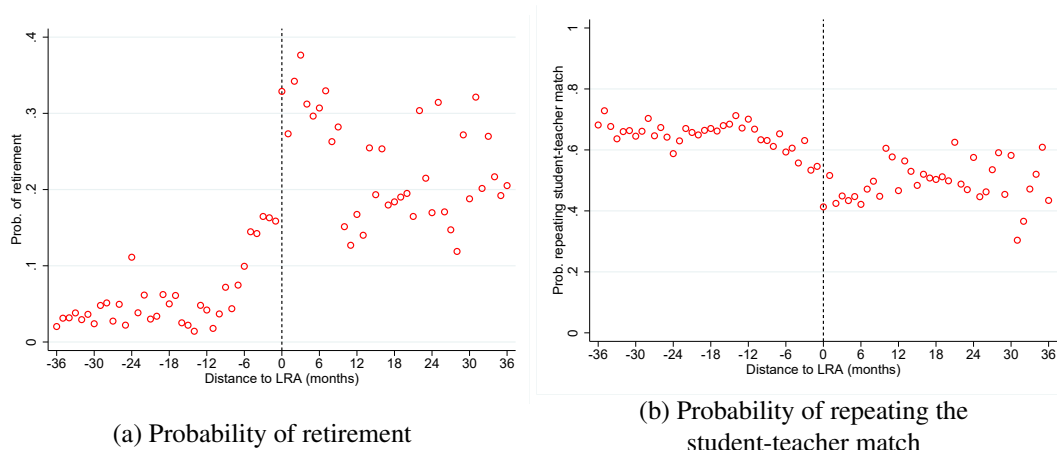 Prob. of retirement
.4
.3
.2
.1
0
-36 -30 -24 -18 -12 -6 0 6 12 18 24 30 36
Distance to LRA (months)
(a) Probability of retirement
Prob. repeating student-teacher match
1
.8
.6
.4
.2
0
-36 -30 -24 -18 -12 -6 0 6 12 18 24 30 36
Distance to LRA (months)
(b) Probability of repeating the
student-teacher match